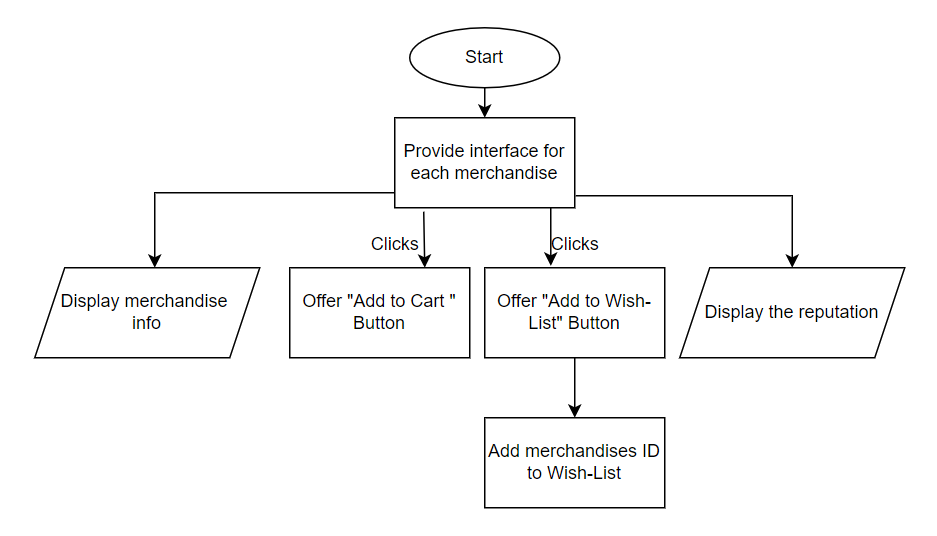 Start
Provide interface for
each merchandise
Clicks
Clicks
Display merchandise
info
Offer "Add to Cart "
Button
Offer "Add to Wish-
List" Button
Display the reputation
Add merchandises ID
to Wish-List